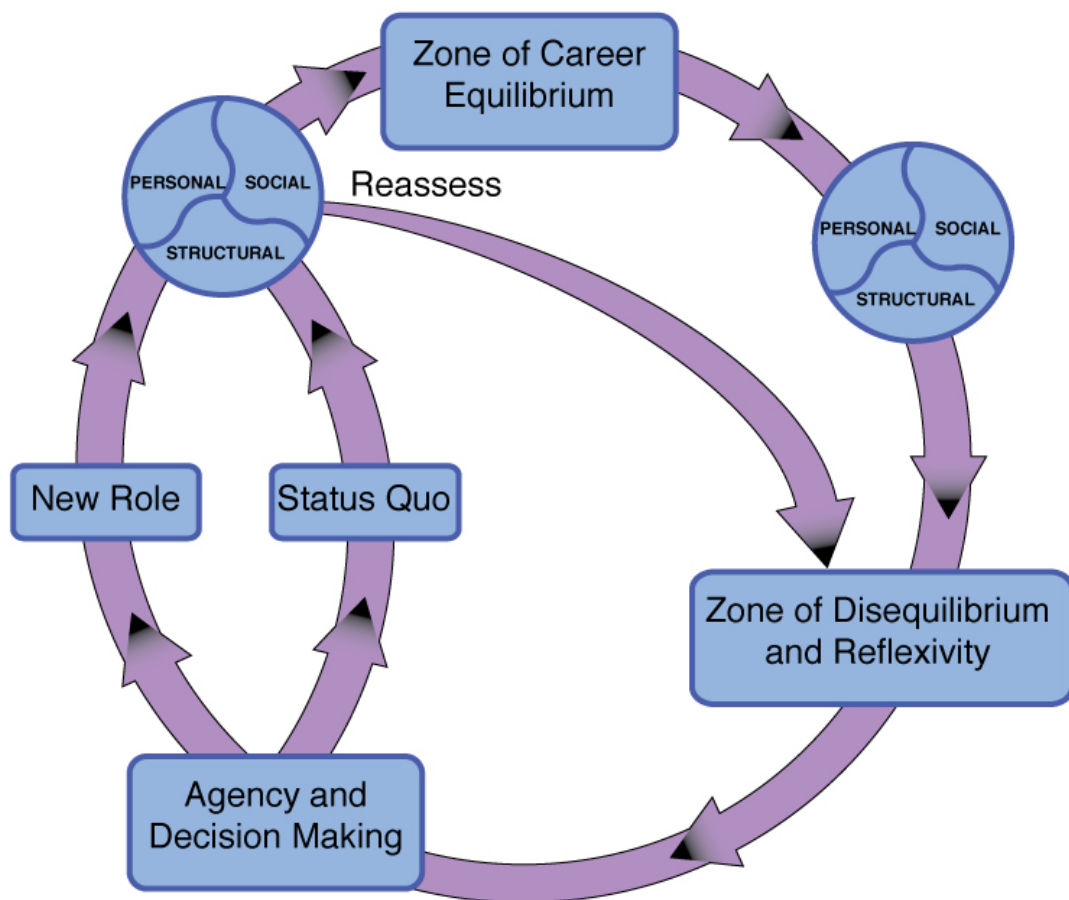 Zone of Career
Equilibrium
PERSONAL
SOCIAL
STRUCTURAL
Reassess
PERSONAL
SOCIAL
STRUCTURAL
New Role
Status Quo
Zone of Disequilibrium
and Reflexivity
Agency and
Decision Making